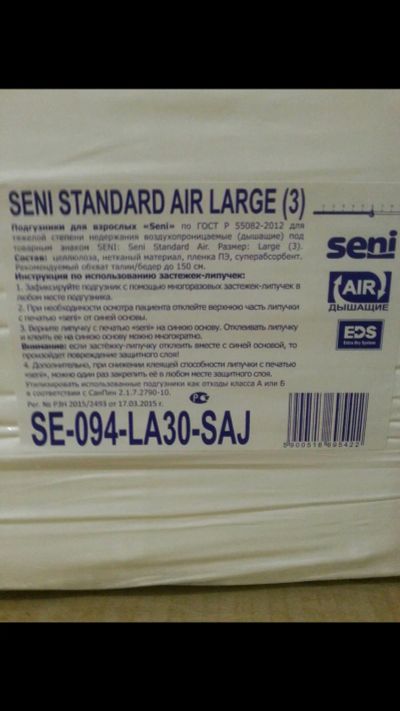 SENI STANDARD AIR LARGE (3)
Подгузники для взрослых «Seni» по ГОСТ Р 55082-2012 для
тяжелой степени недержания воздухопроницаемые (дышащие) под
товарным знаком SENI: Seni Standard Air. Размер: Large (3).
Состав: целлюлоза, нетканый материал, пленка ПЭ, суперабсорбент.
Рекомендуемый обхват талии/бедер до 150 см.
Инструкция по использованию застежек-липучек:
1. Зафиксируйте подгузник с помощью многоразовых застежек-липучек в
любом месте подгузника.
2. При необходимости осмотра пациента отклейте верхнюю часть липучки
с печатью «seni» от синей основы.
3. Верните липучку с печатью «seni» на синюю основу. Отклеивать липучку
и клеить ее на синюю основу можно многократно.
Внимание: если застёжку-липучку отклеить вместе с синей основой, то
произойдет повреждение защитного слоя!
4. Дополнительно, при снижении клеящей способности липучки с печатью
«seni», можно один раз закрепить её в любом месте защитного слоя.
Утилизировать использованные подгузники как отходы класса А или Б
в соответствии с СанПин 2.1.7.2790-10.
Рег. № РЗН 2015/2493 от 17.03.2015 г.
SE-094-LA30-SAJ
seni
AIR
ДЫШАЩИЕ
EDS
Extra Dry System
5900516695422